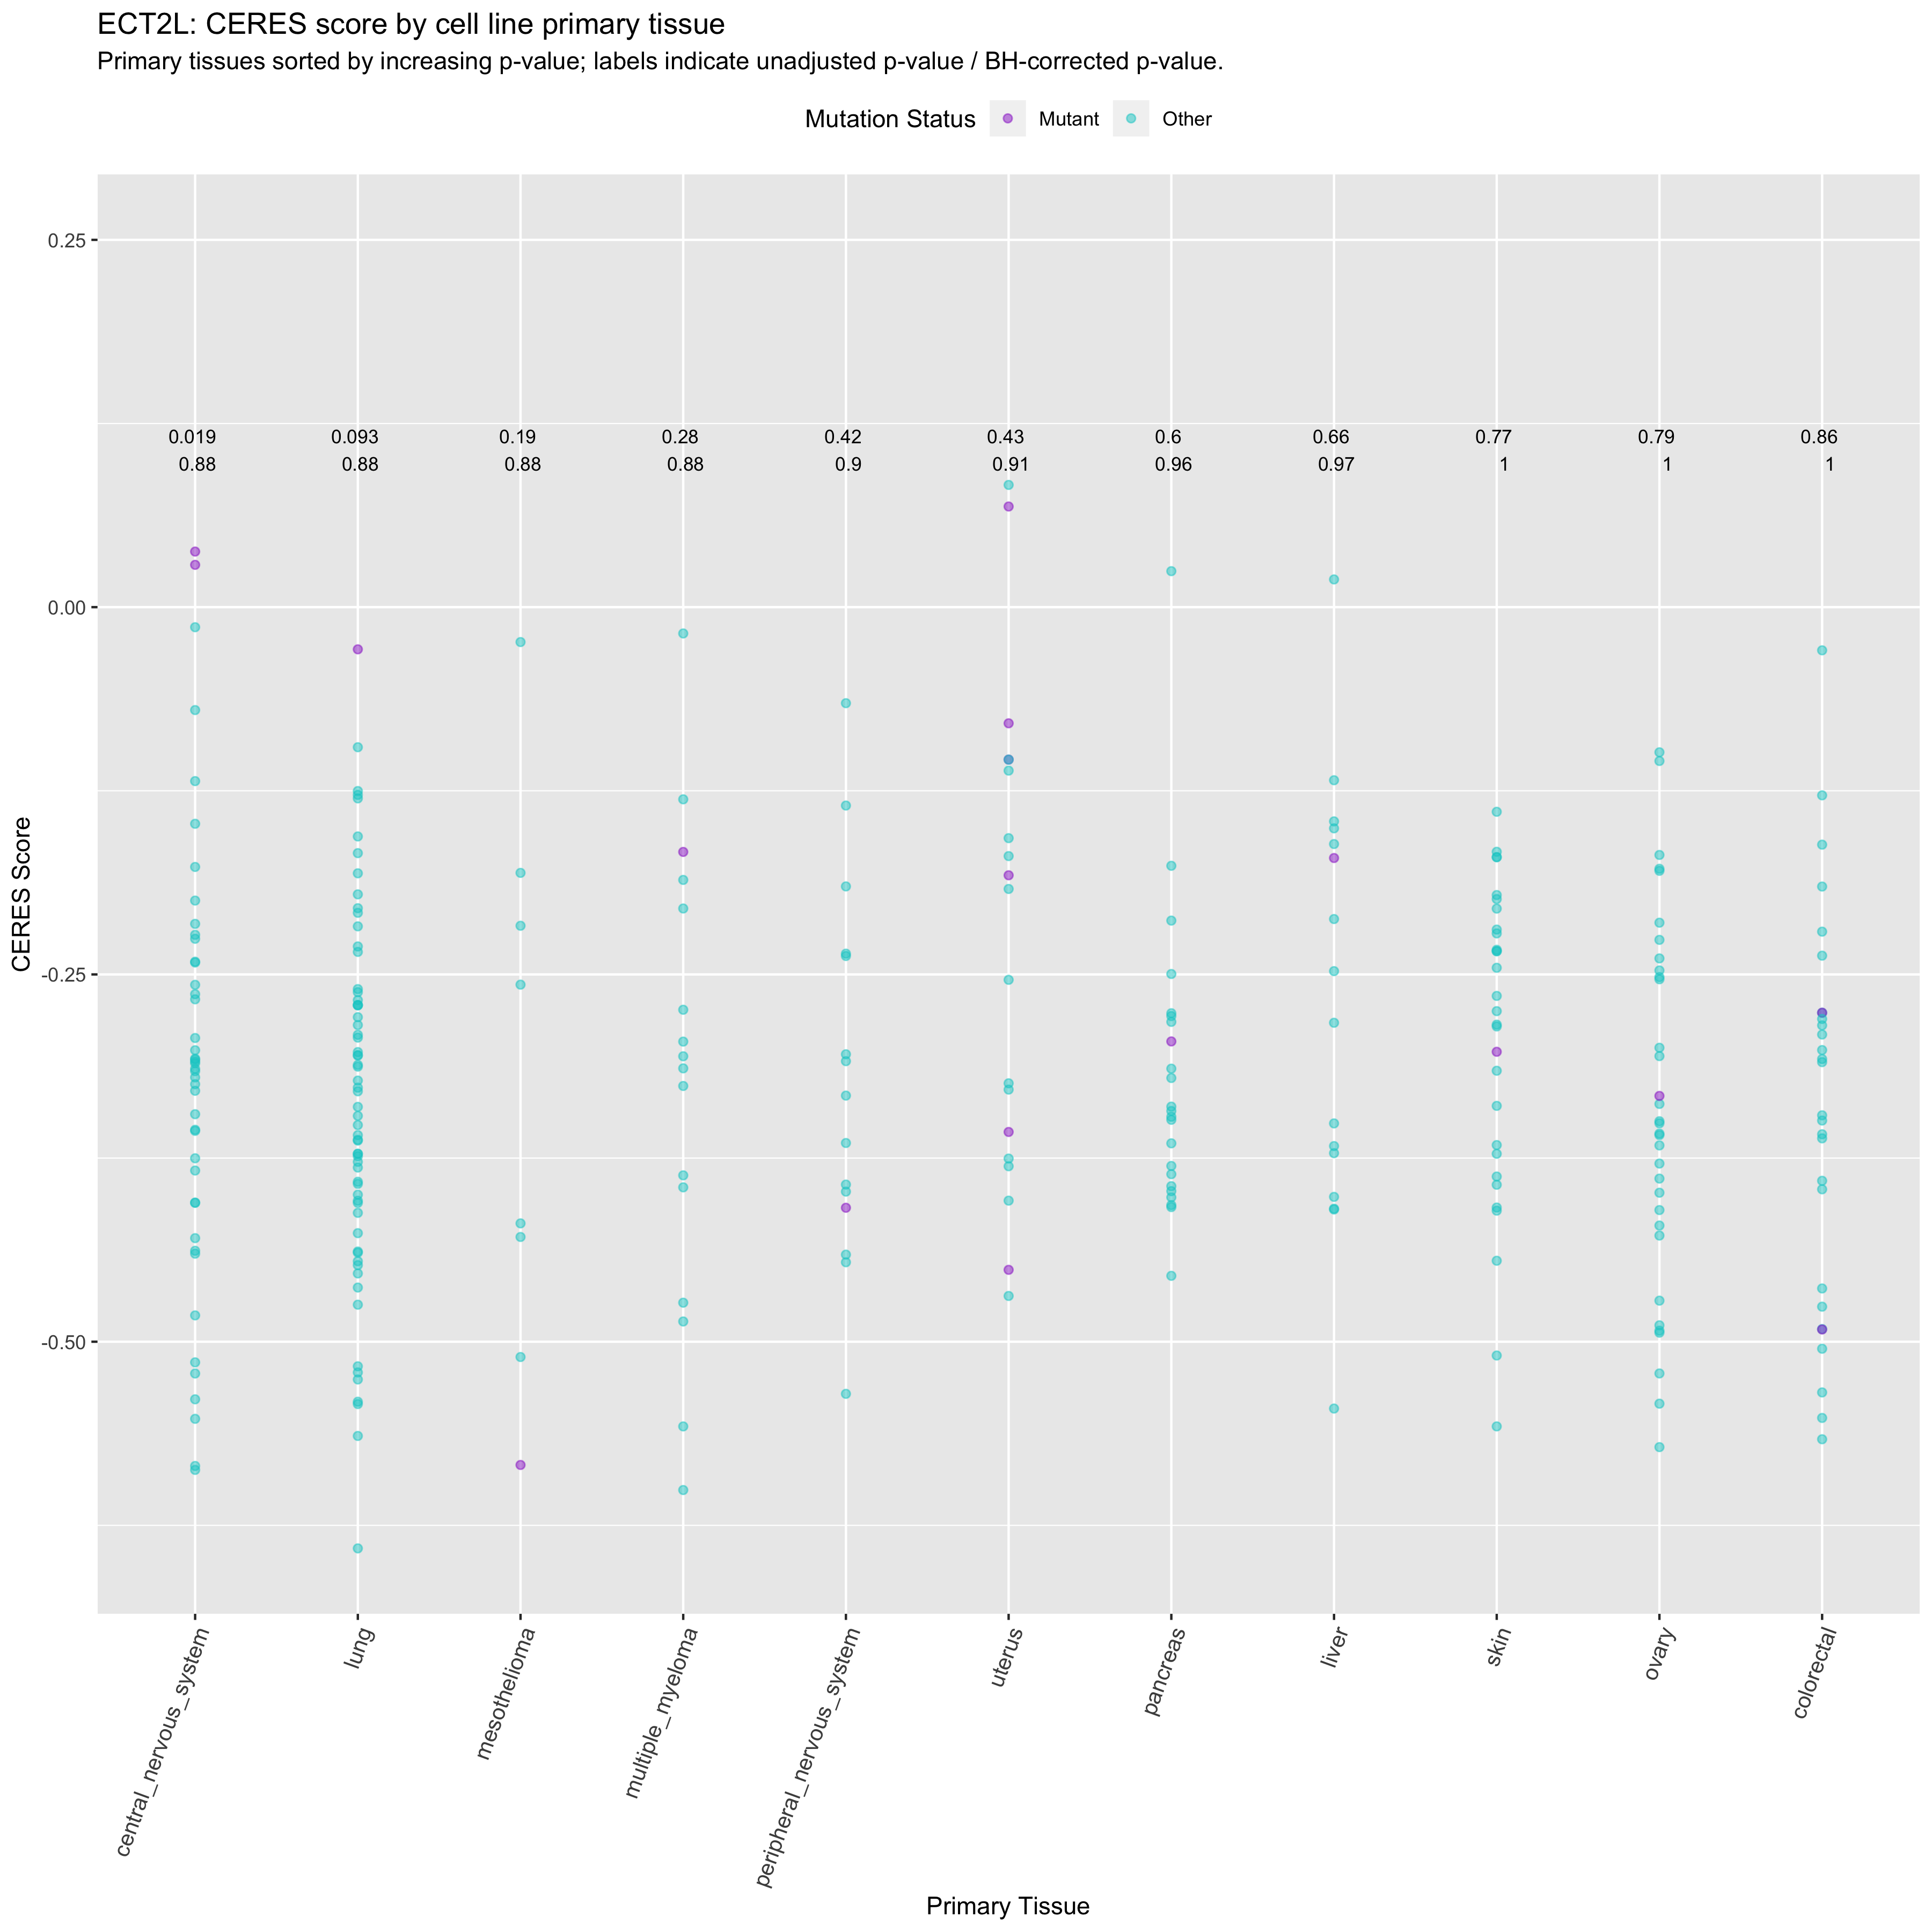 ECT2L: CERES score by cell line primary tissue
Primary tissues sorted by increasing p-value; labels indicate unadjusted p-value / BH-corrected p-value.
Mutation Status Mutant Other
0.25
0.019 0.093 0.19 0.28 0.42 0.43 0.6 0.66 0.77 0.79 0.86
0.88 0.88 0.88 0.88 0.9 0.91 0.96 0.97 1 1 1
0.00
-0.25
-0.50
CERES Score
central_nervous_system
lung
mesothelioma
multiple_myeloma
peripheral_nervous_system
uterus
pancreas
liver
skin
ovary
colorectal
Primary Tissue